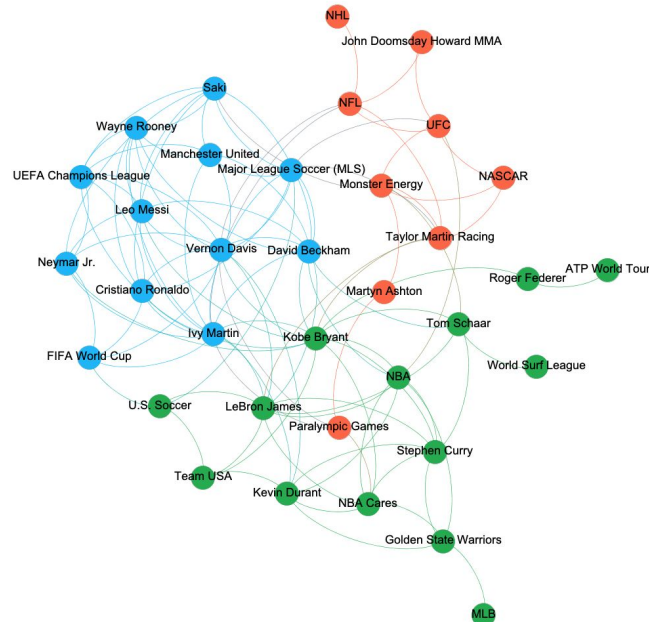 NHL
John Doomsday Howard MMA
Saki
NFL
Wayne Rooney
UFC
Manchester United
Major League Soccer (MLS)
UEFA Champions League
Monster Energy
NASCAR
Leo Messi
Taylor Martin Racing
Vernon Davis
David Beckham
Neymar Jr.
ATP World Tour
Roger Federer
Cristiano Ronaldo
Martyn Ashton
Tom Schaar
Ivy Martin
Kobe Bryant
FIFA World Cup
World Surf League
NBA
U.S. Soccer
LeBron James
Paralympic Games
Stephen Curry
Team USA
Kevin Durant
NBA Cares
Golden State Warriors
MLB